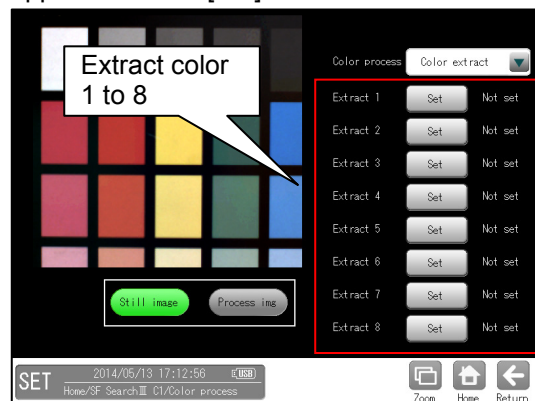 Extract color
1 to 8
Color process
Color extract
Extract 1
Set
Not set
Extract 2
Set
Not set
Extract 3
Set
Not set
Extract 4
Set
Not set
Extract 5
Set
Not set
Extract 6
Set
Not set
Extract 7
Set
Not set
Extract 8
Set
Not set
Still image
Process img
SET
2014/05/13 17:12:56
USB
Home/SF SearchⅢ C1/Color process
Zoom
Home
Return